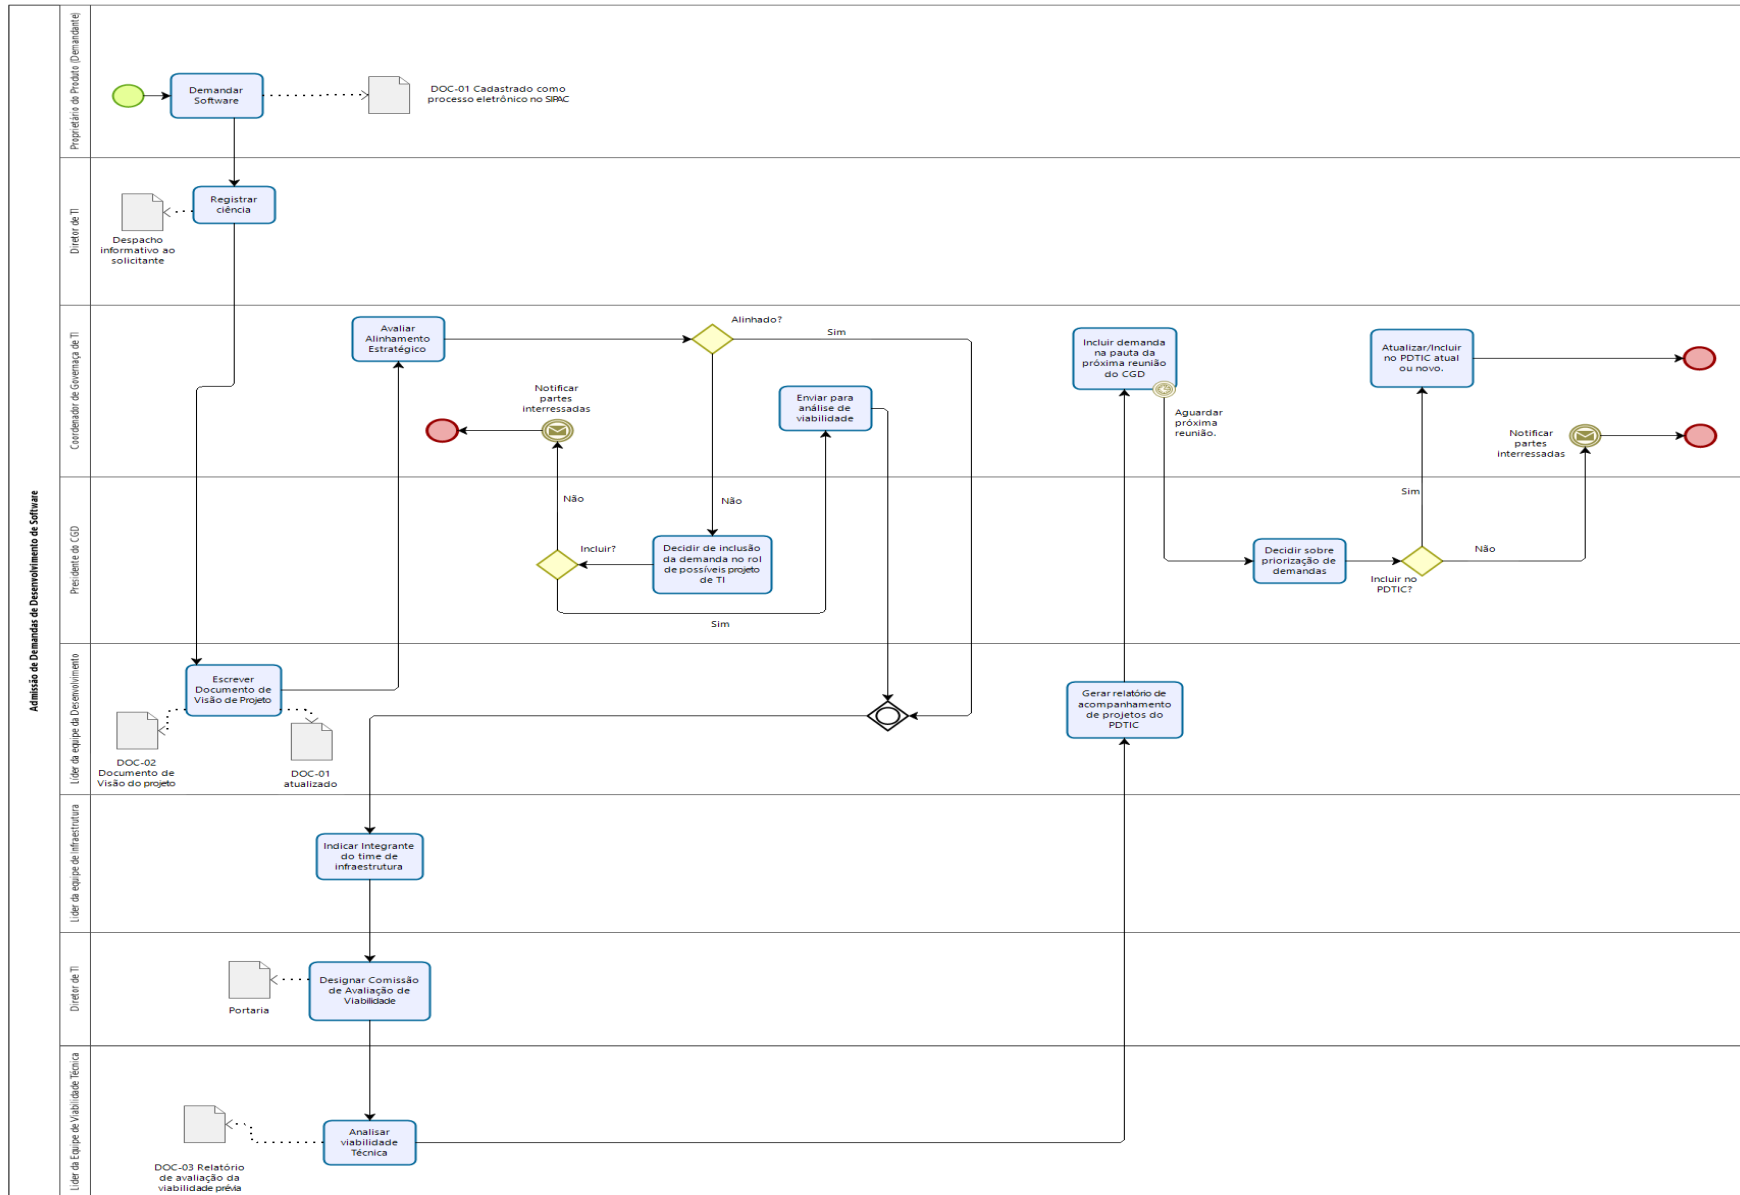 Admissão de Demandas de Desenvolvimento de Software
Proprietário do Produto (Demandante)
Demandar
Software
DOC-01 Cadastrado como
processo eletrônico no SIPAC
Diretor de TI
Registrar
ciência
Despacho
informativo ao
solicitante
Coordenador de Governaça de TI
Avaliar
Alinhamento
Estratégico
Alinhado?
Sim
Notificar
partes
interressadas
Enviar para
análise de
viabilidade
Incluir demanda
na pauta da
próxima reunião
do CGD
Aguardar
próxima
reunião.
Atualizar/Incluir
no PDTIC atual
ou novo.
Notificar
partes
interressadas
Presidente do CGD
Não
Não
Incluir?
Decidir de inclusão
da demanda no rol
de possíveis projeto
de TI
Sim
Decidir sobre
priorização de
demandas
Sim
Não
Incluir no
PDTIC?
Líder da equipe da Desenvolvimento
Escrever
Documento de
Visão de Projeto
DOC-02
Documento de
Visão do projeto
DOC-01
atualizado
Gerar relatório de
acompanhamento
de projetos do
PDTIC
Líder da equipe de Infraestrutura
Indicar Integrante
do time de
infraestrutura
Diretor de TI
Designar Comissão
de Avaliação de
Viabilidade
Portaria
Líder da Equipe de Viabilidade Técnica
Analisar
viabilidade
Técnica
DOC-03 Relatório
de avaliação da
viabilidade prévia